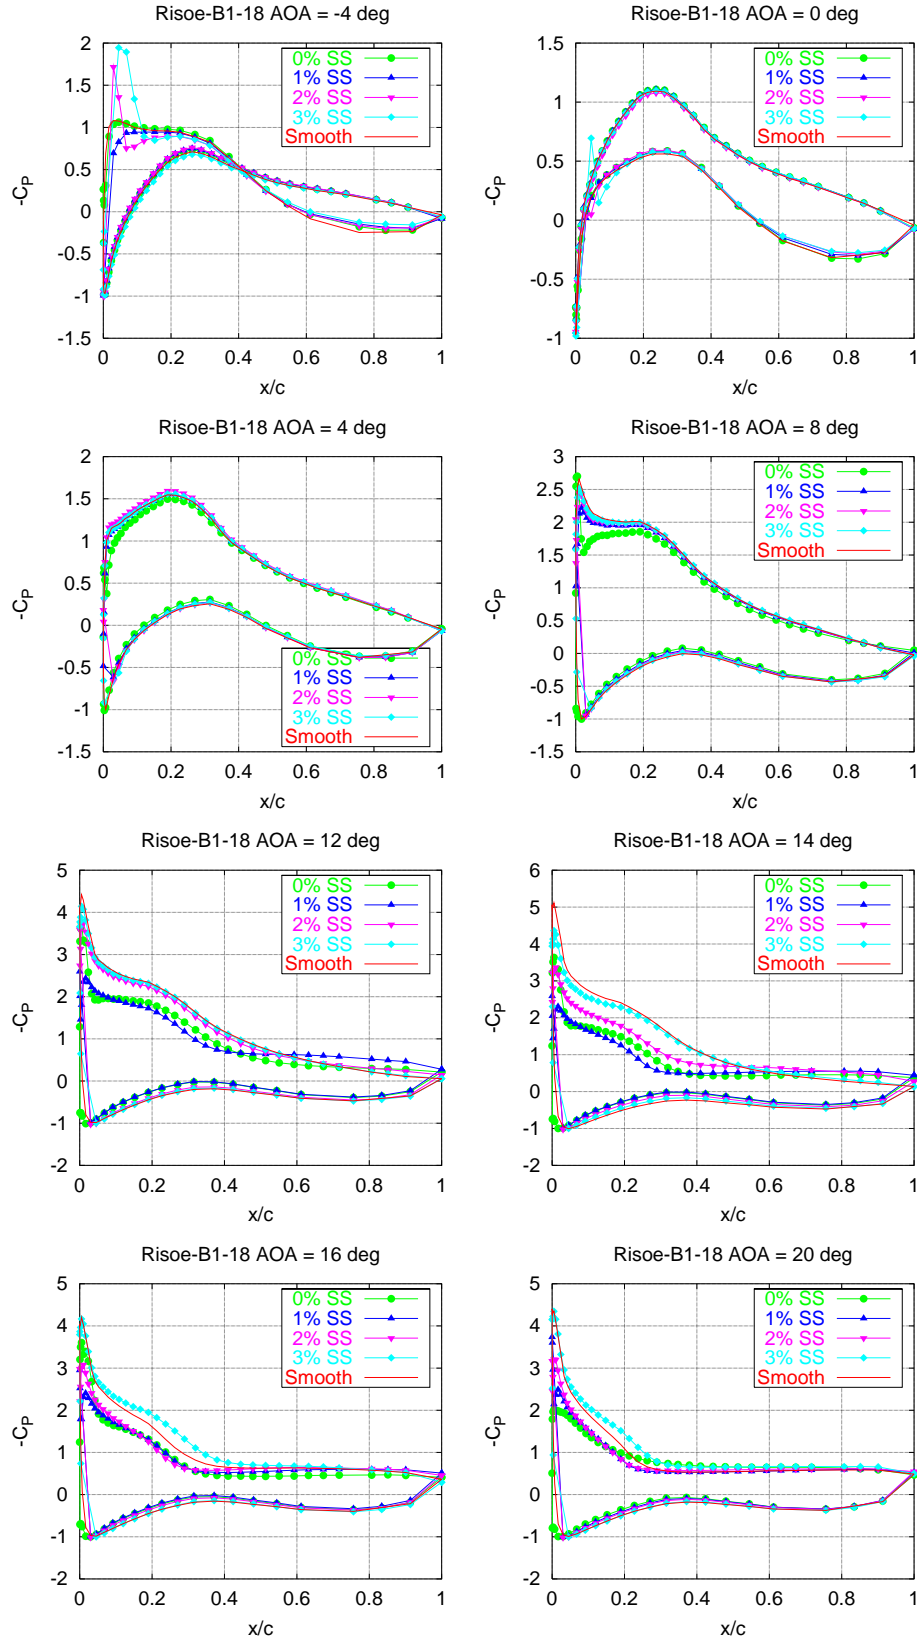 Risoe-B1-18 AOA = -4 deg
2
1.5
1
0.5
0
-0.5
-1
-1.5
-CP
0% SS
1% SS
2% SS
3% SS
Smooth
0 0.2 0.4 0.6 0.8 1
x/c
Risoe-B1-18 AOA = 0 deg
1.5
1
0.5
0
-0.5
-1
-CP
0% SS
1% SS
2% SS
3% SS
Smooth
0 0.2 0.4 0.6 0.8 1
x/c
Risoe-B1-18 AOA = 4 deg
2
1.5
1
0.5
0
-0.5
-1
-1.5
-CP
0% SS
1% SS
2% SS
3% SS
Smooth
0 0.2 0.4 0.6 0.8 1
x/c
Risoe-B1-18 AOA = 8 deg
3
2.5
2
1.5
1
0.5
0
-0.5
-1
-1.5
-CP
0% SS
1% SS
2% SS
3% SS
Smooth
0 0.2 0.4 0.6 0.8 1
x/c
Risoe-B1-18 AOA = 12 deg
5
4
3
2
1
0
-1
-2
-CP
0% SS
1% SS
2% SS
3% SS
Smooth
0 0.2 0.4 0.6 0.8 1
x/c
Risoe-B1-18 AOA = 14 deg
6
5
4
3
2
1
0
-1
-2
-CP
0% SS
1% SS
2% SS
3% SS
Smooth
0 0.2 0.4 0.6 0.8 1
x/c
Risoe-B1-18 AOA = 16 deg
5
4
3
2
1
0
-1
-2
-CP
0% SS
1% SS
2% SS
3% SS
Smooth
0 0.2 0.4 0.6 0.8 1
x/c
Risoe-B1-18 AOA = 20 deg
5
4
3
2
1
0
-1
-2
-CP
0% SS
1% SS
2% SS
3% SS
Smooth
0 0.2 0.4 0.6 0.8 1
x/c